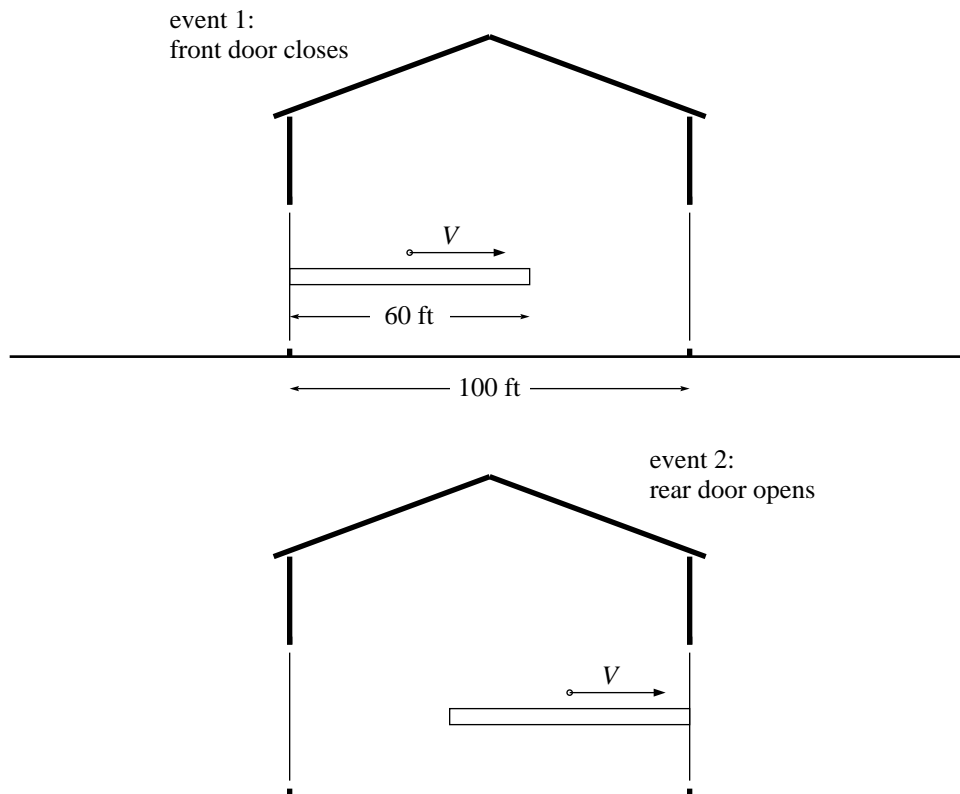 event 1:
front door closes
V
60 ft
100 ft
event 2:
rear door opens
V